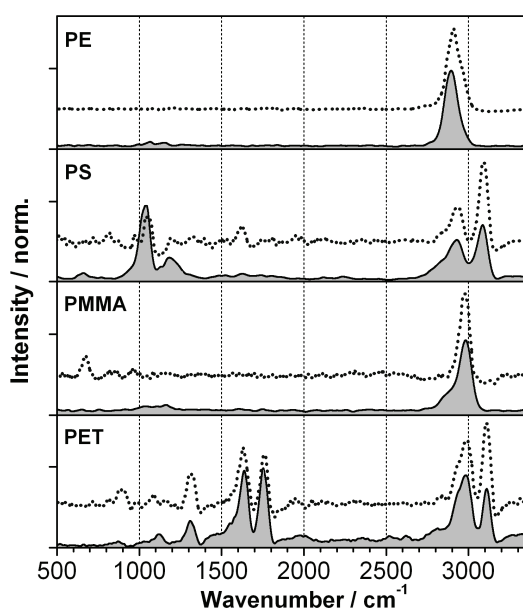 PE
PS
PMMA
PET
Intensity / norm.
500 1000 1500 2000 2500 3000
Wavenumber / cm⁻¹